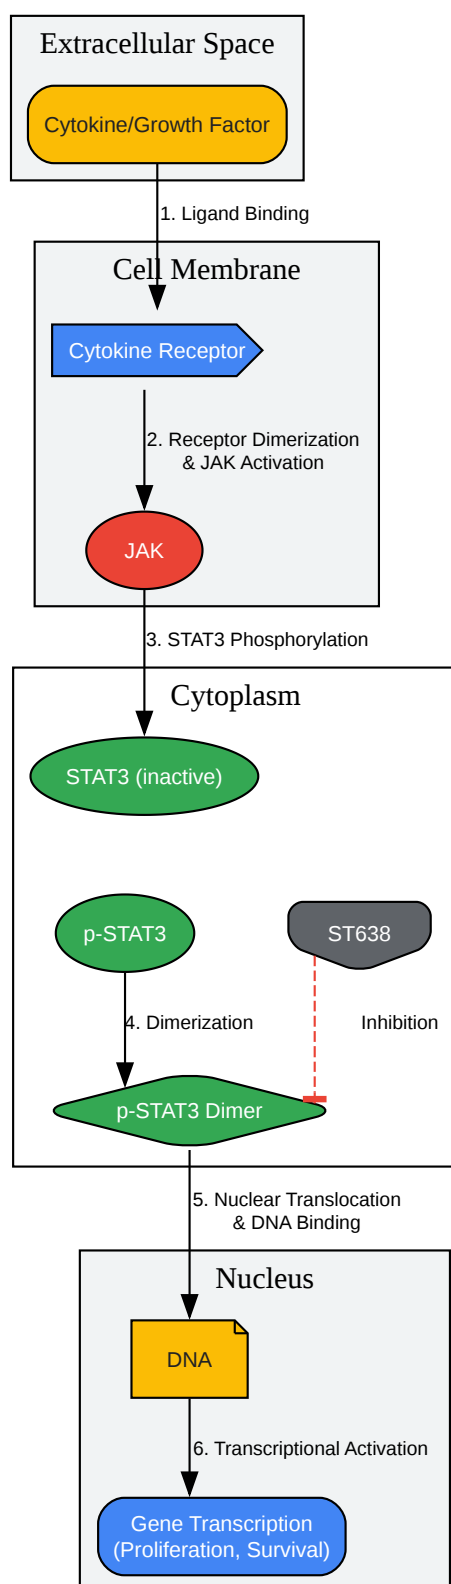 Extracellular Space
Cytokine/Growth Factor
1. Ligand Binding
Cell Membrane
Cytokine Receptor
2. Receptor Dimerization
& JAK Activation
JAK
3. STAT3 Phosphorylation
Cytoplasm
STAT3 (inactive)
p-STAT3
ST638
4. Dimerization
Inhibition
p-STAT3 Dimer
5. Nuclear Translocation
& DNA Binding
Nucleus
DNA
6. Transcriptional Activation
Gene Transcription
(Proliferation, Survival)